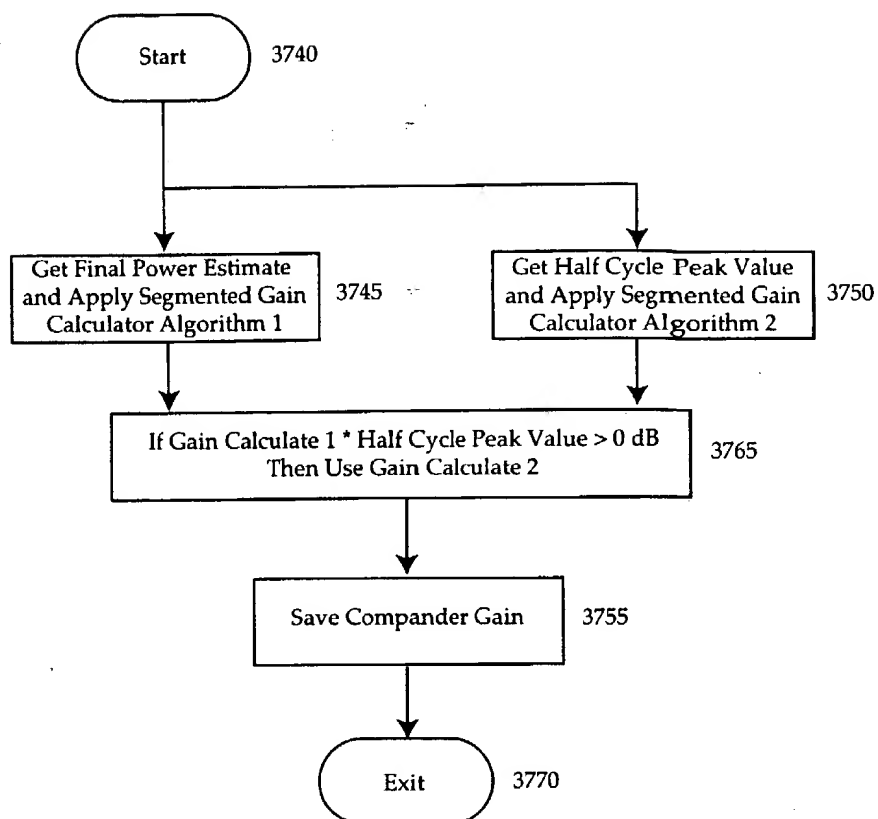 Start 3740
Get Final Power Estimate
and Apply Segmented Gain
Calculator Algorithm 1
3745
Get Half Cycle Peak Value
and Apply Segmented Gain
Calculator Algorithm 2
3750
If Gain Calculate 1 * Half Cycle Peak Value > 0 dB
Then Use Gain Calculate 2
3765
Save Compander Gain 3755
Exit 3770